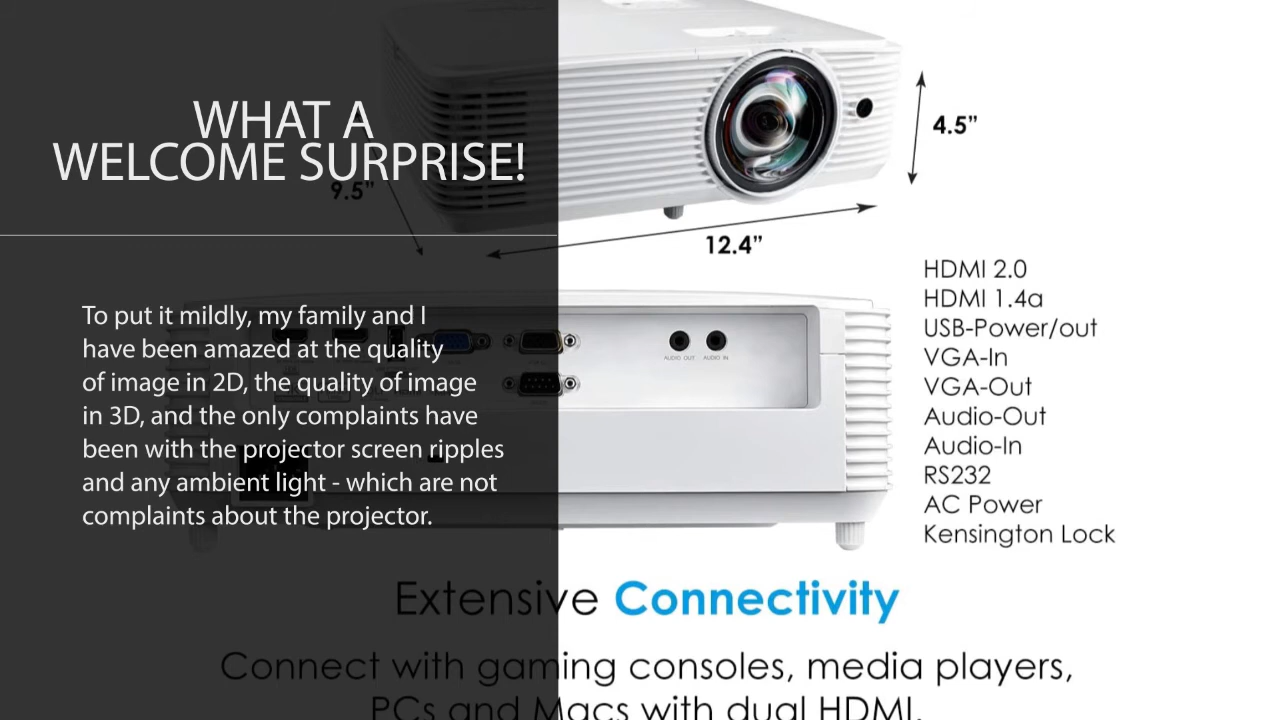 WHAT A
WELCOME SURPRISE!
To put it mildly, my family and I
have been amazed at the quality
of image in 2D, the quality of image
in 3D, and the only complaints have
been with the projector screen ripples
and any ambient light - which are not
complaints about the projector.
9.5"
4.5"
12.4"
AUDIO OUT AUDIO IN
HDMI 2.0
HDMI 1.4a
USB-Power/out
VGA-In
VGA-Out
Audio-Out
Audio-In
RS232
AC Power
Kensington Lock
Extensive Connectivity
Connect with gaming consoles, media players,
PCs and Macs with dual HDMI.